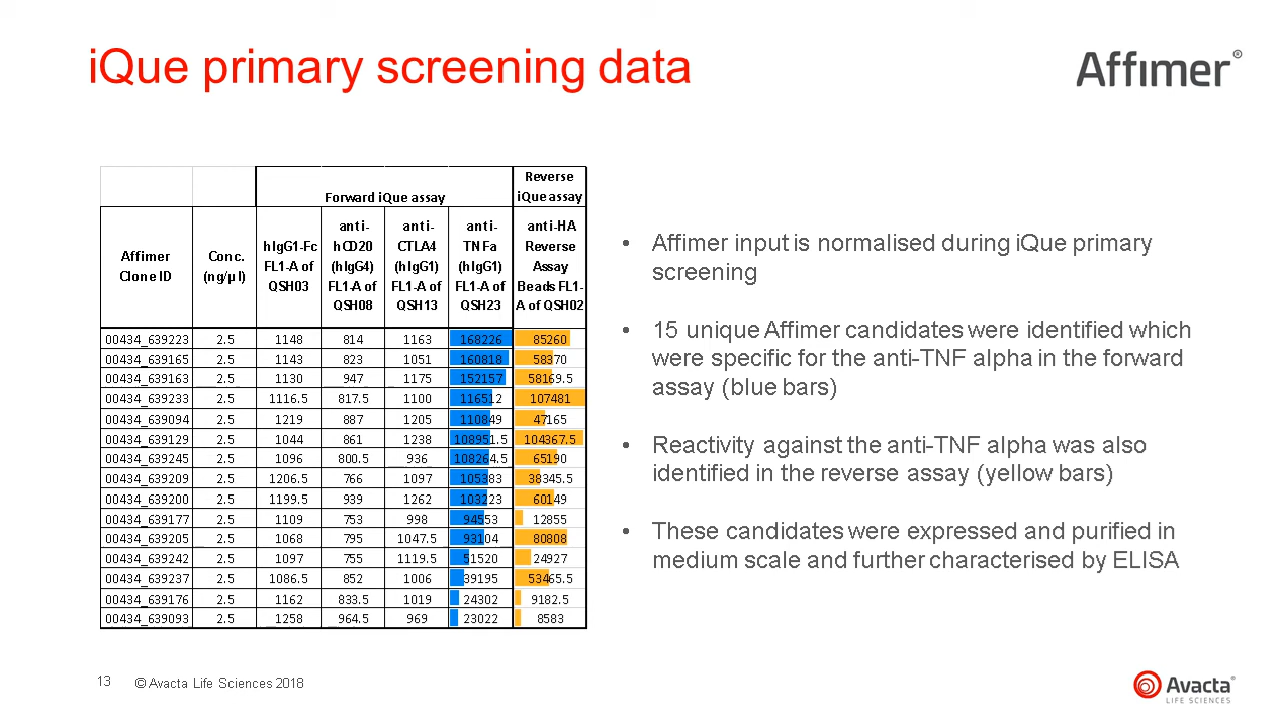 iQue primary screening data
Affimer®
Reverse
Forward iQue assay iQue assay
Affimer Clone ID Conc. (ng/µl) hIgG1-Fc FL1-A of QSH03 anti-hCD20 (hIgG4) FL1-A of QSH08 anti-CTLA4 (hIgG1) FL1-A of QSH13 anti-TNFa (hIgG1) FL1-A of QSH23 anti-HA Reverse Assay Beads FL1-A of QSH02
00434_639223 2.5 1148 814 1163 168226 85260
00434_639165 2.5 1143 823 1051 160818 58370
00434_639163 2.5 1130 947 1175 152157 58169.5
00434_639233 2.5 1116.5 817.5 1100 116512 107481
00434_639094 2.5 1219 887 1205 110849 47165
00434_639129 2.5 1044 861 1238 108951.5 104367.5
00434_639245 2.5 1096 800.5 936 108264.5 65190
00434_639209 2.5 1206.5 766 1097 105383 38345.5
00434_639200 2.5 1199.5 939 1262 103223 60149
00434_639177 2.5 1109 753 998 94553 12855
00434_639205 2.5 1068 795 1047.5 93104 80808
00434_639242 2.5 1097 755 1119.5 51520 24927
00434_639237 2.5 1086.5 852 1006 39195 53465.5
00434_639176 2.5 1162 833.5 1019 24302 9182.5
00434_639093 2.5 1258 964.5 969 23022 8583
• Affimer input is normalised during iQue primary
screening
• 15 unique Affimer candidates were identified which
were specific for the anti-TNF alpha in the forward
assay (blue bars)
• Reactivity against the anti-TNF alpha was also
identified in the reverse assay (yellow bars)
• These candidates were expressed and purified in
medium scale and further characterised by ELISA
13 © Avacta Life Sciences 2018
Avacta®
LIFE SCIENCES